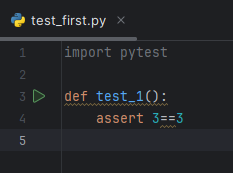 test_first.py
1 import pytest
2
3 def test_1():
4     assert 3==3
5